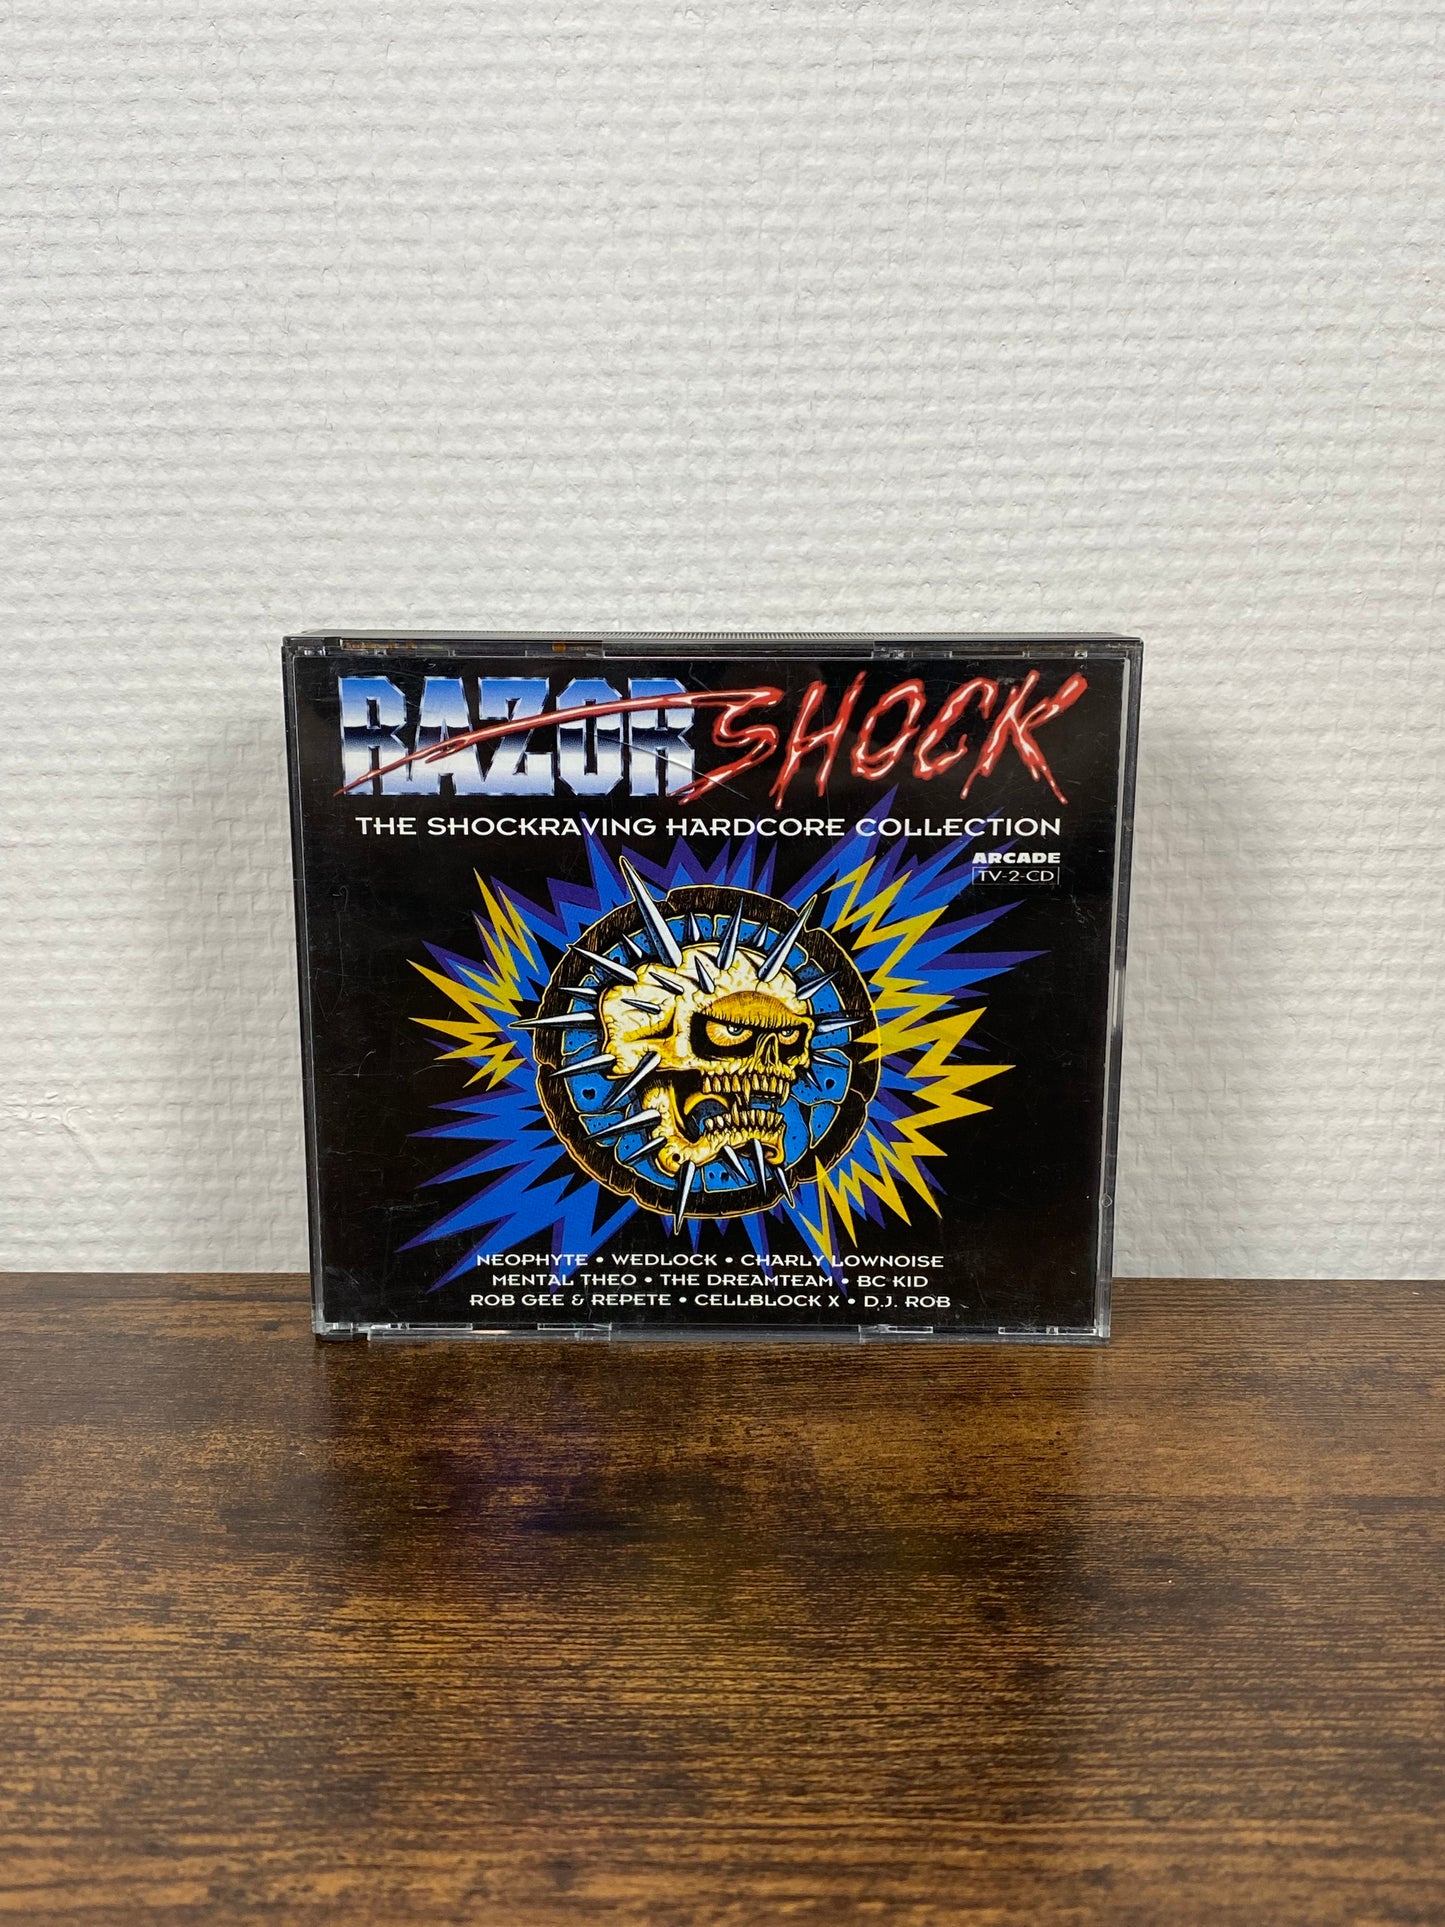 RAZOR SHOCK
THE SHOCKRAVING HARDCORE COLLECTION
ARCADE
TV-2-CD
NEOPHYTE • WEDLOCK • CHARLY LOWNOISE
MENTAL THEO • THE DREAMTEAM • BC KID
ROB GEE & REPETE • CELLBLOCK X • D.J. ROB